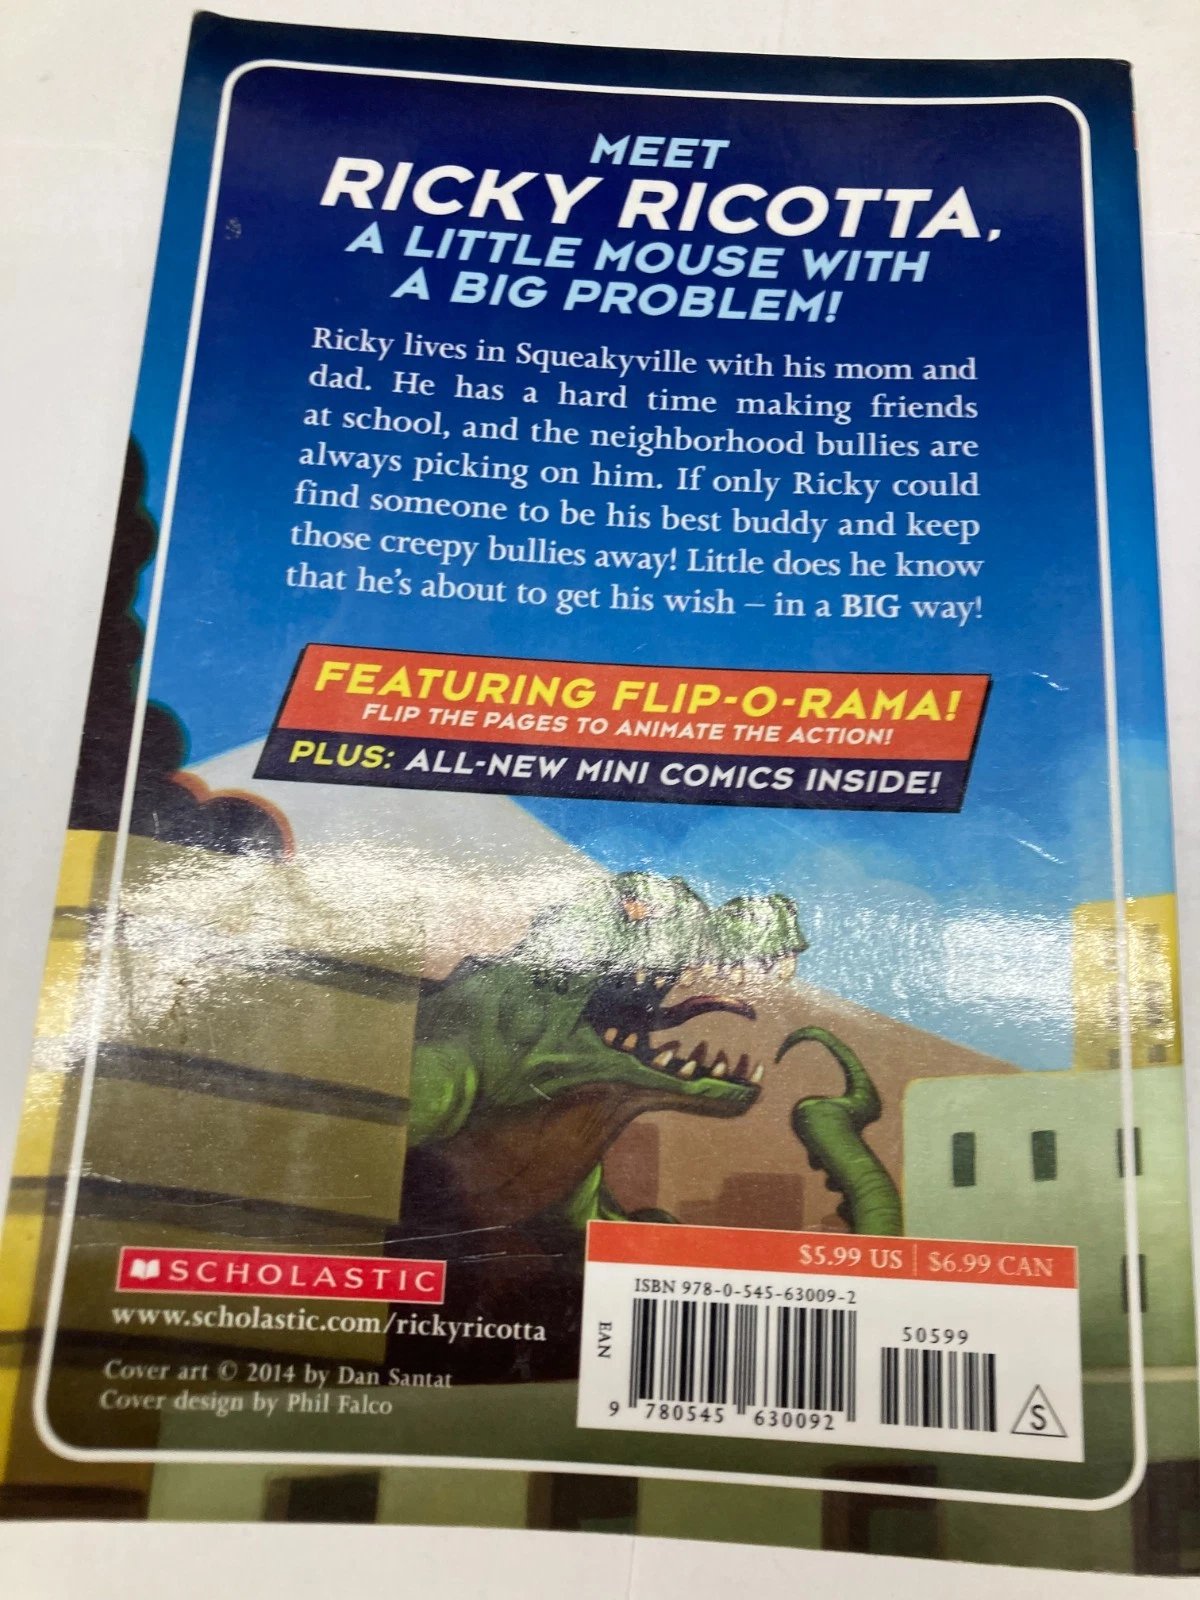 MEET
RICKY RICOTTA,
A LITTLE MOUSE WITH
A BIG PROBLEM!
Ricky lives in Squeakyville with his mom and
dad. He has a hard time making friends
at school, and the neighborhood bullies are
always picking on him. If only Ricky could
find someone to be his best buddy and keep
those creepy bullies away! Little does he know
that he's about to get his wish – in a BIG way!
FEATURING FLIP-O-RAMA!
FLIP THE PAGES TO ANIMATE THE ACTION!
PLUS: ALL-NEW MINI COMICS INSIDE!
SCHOLASTIC
www.scholastic.com/rickyricotta
Cover art © 2014 by Dan Santat
Cover design by Phil Falco
$5.99 US | $6.99 CAN
ISBN 978-0-545-63009-2
50599
EAN
9 780545 630092
S